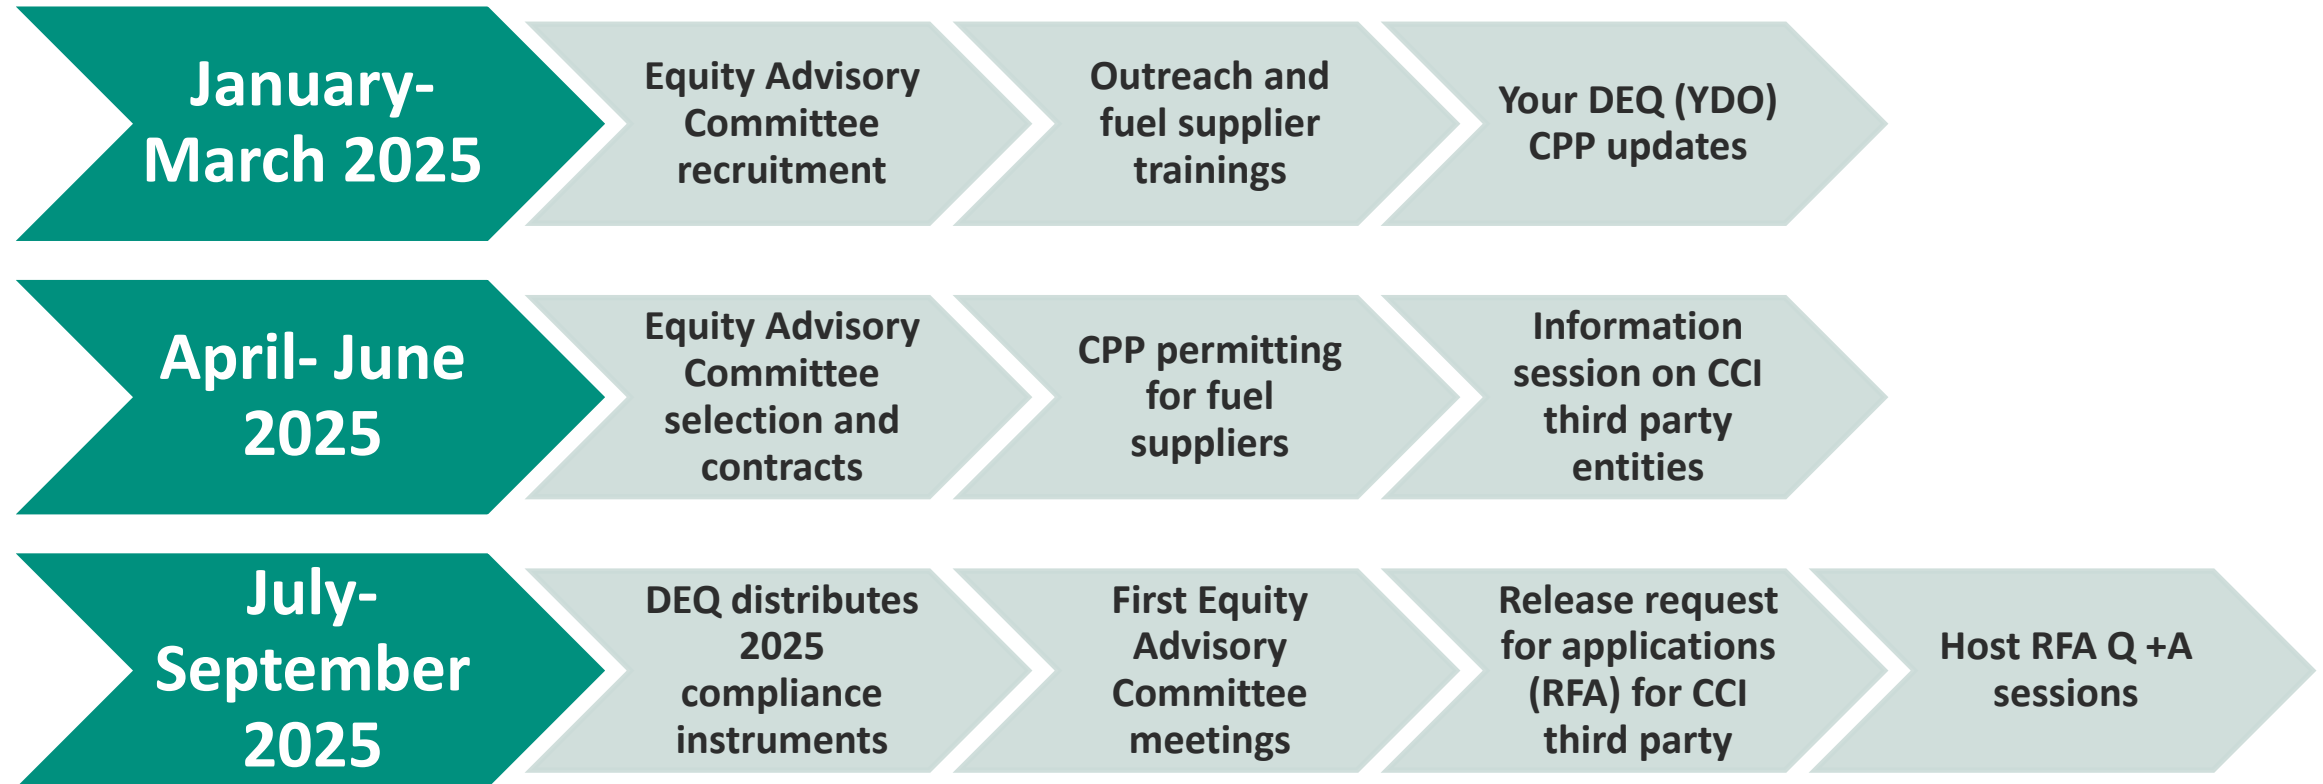 January-
March 2025
Equity Advisory
Committee
recruitment
Outreach and
fuel supplier
trainings
Your DEQ (YDO)
CPP updates
April- June
2025
Equity Advisory
Committee
selection and
contracts
CPP permitting
for fuel
suppliers
Information
session on CCI
third party
entities
July-
September
2025
DEQ distributes
2025
compliance
instruments
First Equity
Advisory
Committee
meetings
Release request
for applications
(RFA) for CCI
third party
Host RFA Q +A
sessions